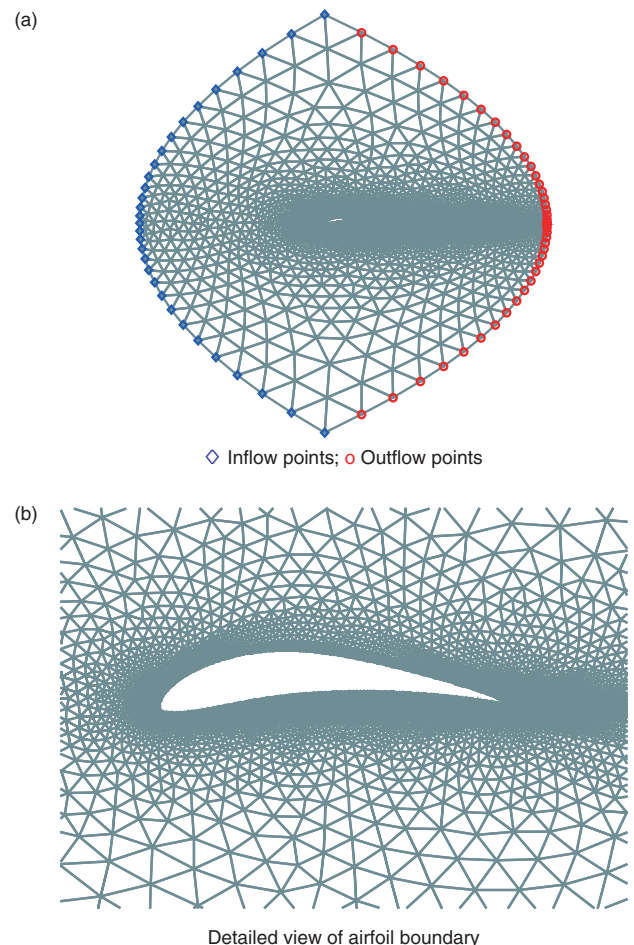 (a)
◇ Inflow points; o Outflow points
(b)
Detailed view of airfoil boundary